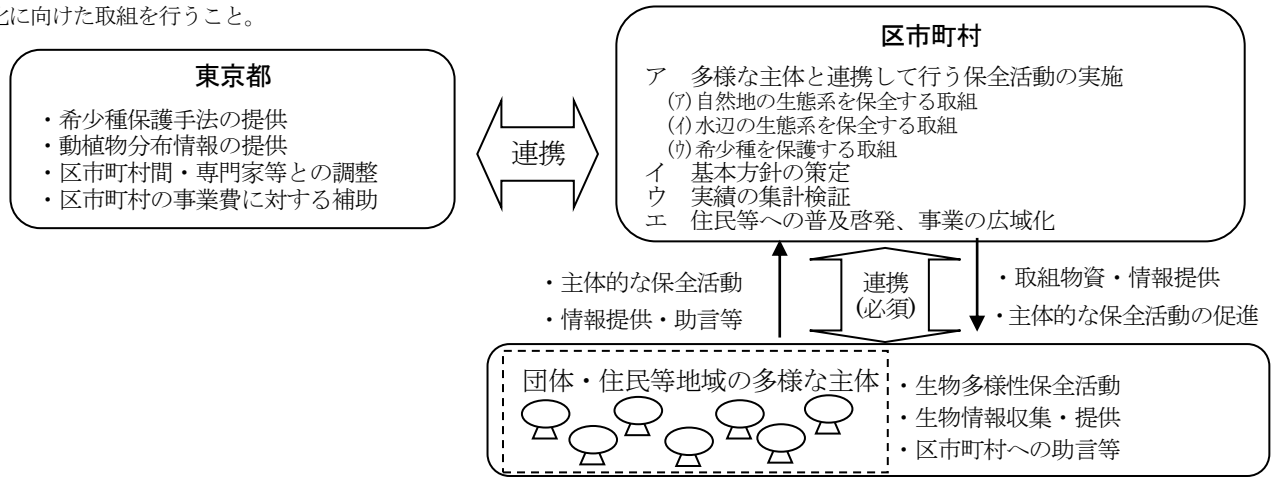 化に向けた取組を行うこと。
東京都
・希少種保護手法の提供
・動植物分布情報の提供
・区市町村間・専門家等との調整
・区市町村の事業費に対する補助
連携
区市町村
ア 多様な主体と連携して行う保全活動の実施
(ｱ)自然地の生態系を保全する取組
(ｲ)水辺の生態系を保全する取組
(ｳ)希少種を保護する取組
イ 基本方針の策定
ウ 実績の集計検証
エ 住民等への普及啓発、事業の広域化
・主体的な保全活動
・情報提供・助言等
連携
(必須)
・取組物資・情報提供
・主体的な保全活動の促進
団体・住民等地域の多様な主体
・生物多様性保全活動
・生物情報収集・提供
・区市町村への助言等